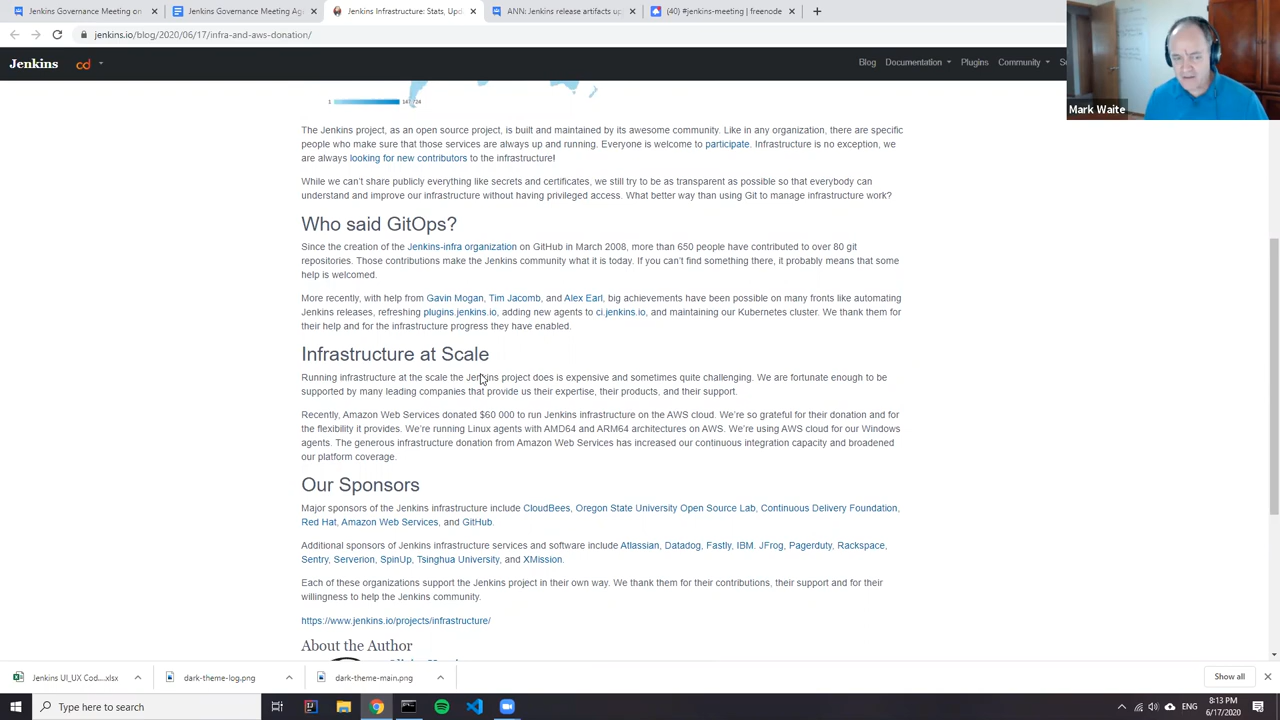 Jenkins Governance Meeting on
Jenkins Governance Meeting Ag
Jenkins Infrastructure: Stats, Upd
ANN: Jenkins release artifacts up
(40) #jenkins-meeting | freenode
jenkins.io/blog/2020/06/17/infra-and-aws-donation/
Jenkins
cd
Blog Documentation Plugins Community
Mark Waite
The Jenkins project, as an open source project, is built and maintained by its awesome community. Like in any organization, there are specific
people who make sure that those services are always up and running. Everyone is welcome to participate. Infrastructure is no exception, we
are always looking for new contributors to the infrastructure!
While we can't share publicly everything like secrets and certificates, we still try to be as transparent as possible so that everybody can
understand and improve our infrastructure without having privileged access. What better way than using Git to manage infrastructure work?
Who said GitOps?
Since the creation of the Jenkins-infra organization on GitHub in March 2008, more than 650 people have contributed to over 80 git
repositories. Those contributions make the Jenkins community what it is today. If you can't find something there, it probably means that some
help is welcomed.
More recently, with help from Gavin Mogan, Tim Jacomb, and Alex Earl, big achievements have been possible on many fronts like automating
Jenkins releases, refreshing plugins.jenkins.io, adding new agents to ci.jenkins.io, and maintaining our Kubernetes cluster. We thank them for
their help and for the infrastructure progress they have enabled.
Infrastructure at Scale
Running infrastructure at the scale the Jenkins project does is expensive and sometimes quite challenging. We are fortunate enough to be
supported by many leading companies that provide us their expertise, their products, and their support.
Recently, Amazon Web Services donated $60 000 to run Jenkins infrastructure on the AWS cloud. We're so grateful for their donation and for
the flexibility it provides. We're running Linux agents with AMD64 and ARM64 architectures on AWS. We're using AWS cloud for our Windows
agents. The generous infrastructure donation from Amazon Web Services has increased our continuous integration capacity and broadened
our platform coverage.
Our Sponsors
Major sponsors of the Jenkins infrastructure include CloudBees, Oregon State University Open Source Lab, Continuous Delivery Foundation,
Red Hat, Amazon Web Services, and GitHub.
Additional sponsors of Jenkins infrastructure services and software include Atlassian, Datadog, Fastly, IBM. JFrog, Pagerduty, Rackspace,
Sentry, Serverion, SpinUp, Tsinghua University, and XMission.
Each of these organizations support the Jenkins project in their own way. We thank them for their contributions, their support and for their
willingness to help the Jenkins community.
https://www.jenkins.io/projects/infrastructure/
About the Author
Jenkins UI_UX Cod....xlsx
dark-theme-log.png
dark-theme-main.png
Show all
Type here to search
8:13 PM
6/17/2020